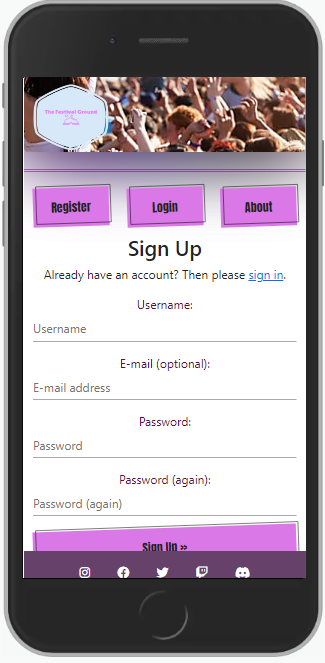 The Festival Ground
Register
Login
About
Sign Up
Already have an account? Then please sign in.
Username:
Username
E-mail (optional):
E-mail address
Password:
Password
Password (again):
Password (again)
Sign Up »